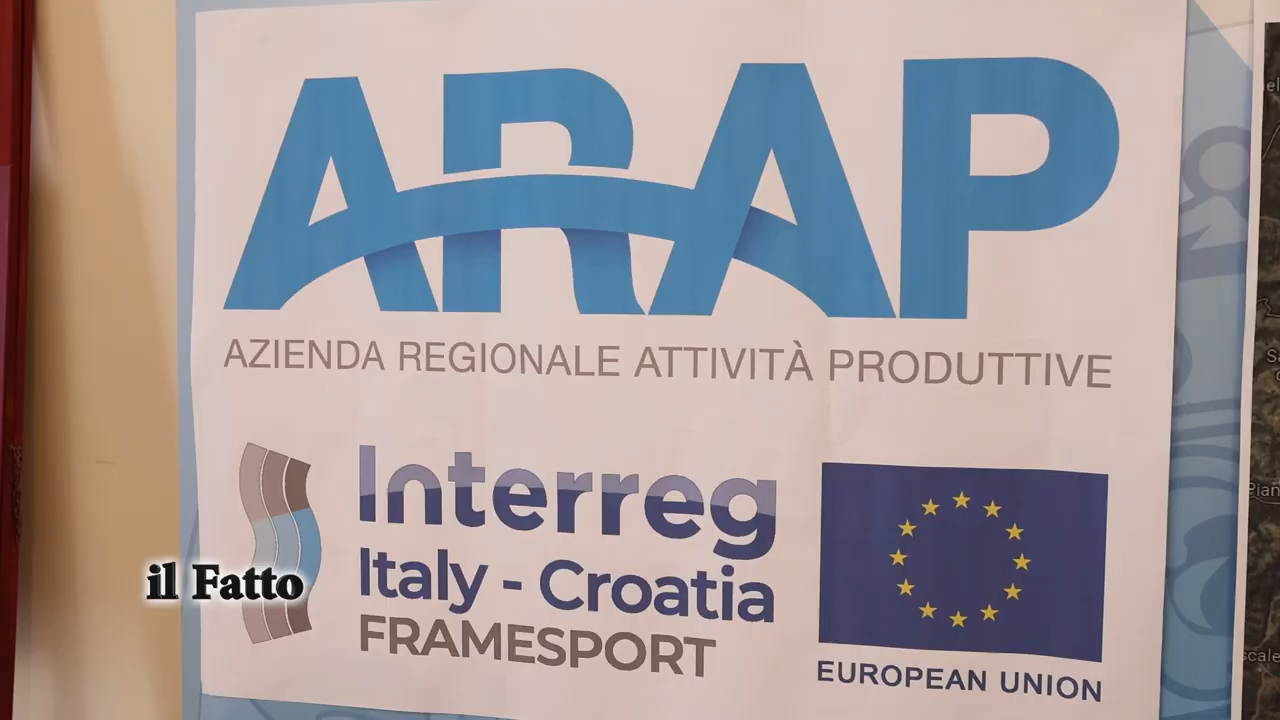 ARAP
AZIENDA REGIONALE ATTIVITÀ PRODUTTIVE
Interreg
Italy - Croatia
FRAMESPORT
EUROPEAN UNION
il Fatto